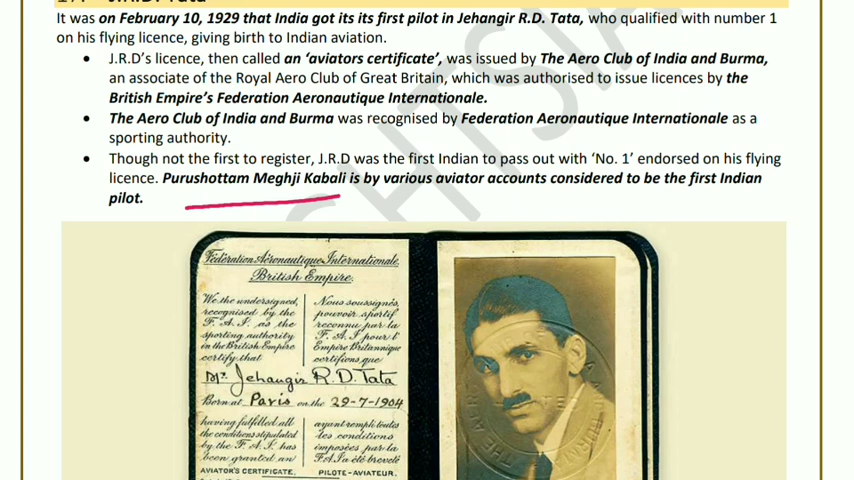 J.R.D. Tata
It was on February 10, 1929 that India got its its first pilot in Jehangir R.D. Tata, who qualified with number 1
on his flying licence, giving birth to Indian aviation.
• J.R.D's licence, then called an 'aviators certificate', was issued by The Aero Club of India and Burma,
an associate of the Royal Aero Club of Great Britain, which was authorised to issue licences by the
British Empire's Federation Aeronautique Internationale.
• The Aero Club of India and Burma was recognised by Federation Aeronautique Internationale as a
sporting authority.
• Though not the first to register, J.R.D was the first Indian to pass out with 'No. 1' endorsed on his flying
licence. Purushottam Meghji Kabali is by various aviator accounts considered to be the first Indian
pilot.
Fédération Aéronautique Internationale.
British Empire.
We the undersigned,
recognised by the
F. A. I. as the
sporting authority
in the British Empire
certify that
Nous soussignés,
pouvoir sportif
reconnu par la
F. A. I. pour l'
Empire Britannique
certifions que
Mr. Jehangir R.D. Tata
Born at Paris on the 29-7-1904
having fulfilled all
the conditions stipulated
by the F. A. I. has
been granted an
AVIATOR'S CERTIFICATE.
ayant rempli toutes
les conditions
imposées par la
F.A.I. a été breveté
PILOTE-AVIATEUR.